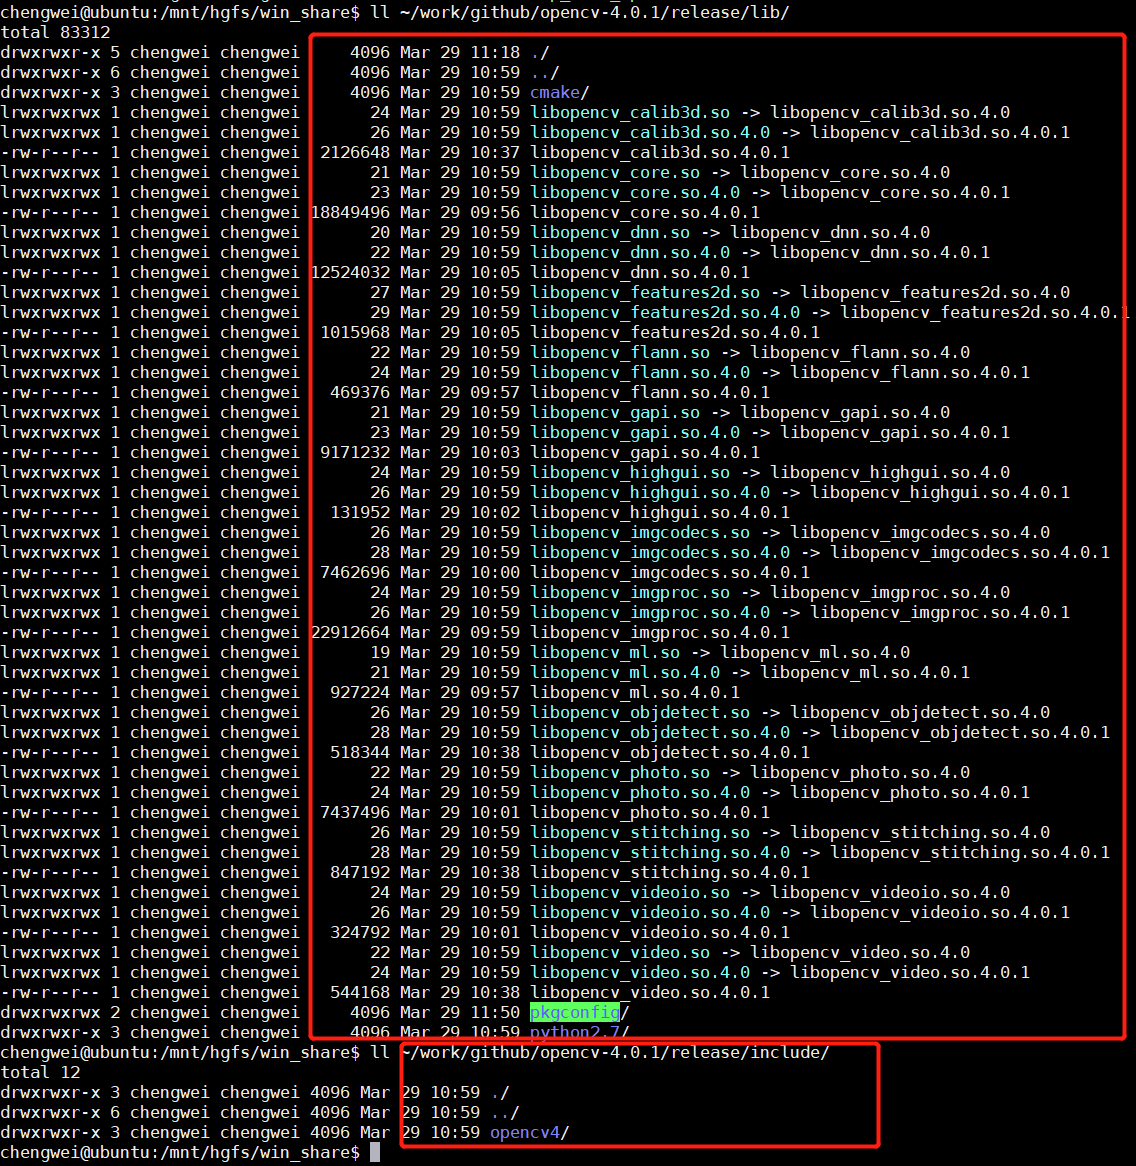 chengwei@ubuntu:/mnt/hgfs/win_share$ ll ~/work/github/opencv-4.0.1/release/lib/
total 83312
drwxrwxr-x 5 chengwei chengwei     4096 Mar 29 11:18 ./
drwxrwxr-x 6 chengwei chengwei     4096 Mar 29 10:59 ../
drwxrwxr-x 3 chengwei chengwei     4096 Mar 29 10:59 cmake/
lrwxrwxrwx 1 chengwei chengwei       24 Mar 29 10:59 libopencv_calib3d.so -> libopencv_calib3d.so.4.0
lrwxrwxrwx 1 chengwei chengwei       26 Mar 29 10:59 libopencv_calib3d.so.4.0 -> libopencv_calib3d.so.4.0.1
-rw-r--r-- 1 chengwei chengwei  2126648 Mar 29 10:37 libopencv_calib3d.so.4.0.1
lrwxrwxrwx 1 chengwei chengwei       21 Mar 29 10:59 libopencv_core.so -> libopencv_core.so.4.0
lrwxrwxrwx 1 chengwei chengwei       23 Mar 29 10:59 libopencv_core.so.4.0 -> libopencv_core.so.4.0.1
-rw-r--r-- 1 chengwei chengwei 18849496 Mar 29 09:56 libopencv_core.so.4.0.1
lrwxrwxrwx 1 chengwei chengwei       20 Mar 29 10:59 libopencv_dnn.so -> libopencv_dnn.so.4.0
lrwxrwxrwx 1 chengwei chengwei       22 Mar 29 10:59 libopencv_dnn.so.4.0 -> libopencv_dnn.so.4.0.1
-rw-r--r-- 1 chengwei chengwei 12524032 Mar 29 10:05 libopencv_dnn.so.4.0.1
lrwxrwxrwx 1 chengwei chengwei       27 Mar 29 10:59 libopencv_features2d.so -> libopencv_features2d.so.4.0
lrwxrwxrwx 1 chengwei chengwei       29 Mar 29 10:59 libopencv_features2d.so.4.0 -> libopencv_features2d.so.4.0.1
-rw-r--r-- 1 chengwei chengwei  1015968 Mar 29 10:05 libopencv_features2d.so.4.0.1
lrwxrwxrwx 1 chengwei chengwei       22 Mar 29 10:59 libopencv_flann.so -> libopencv_flann.so.4.0
lrwxrwxrwx 1 chengwei chengwei       24 Mar 29 10:59 libopencv_flann.so.4.0 -> libopencv_flann.so.4.0.1
-rw-r--r-- 1 chengwei chengwei   469376 Mar 29 09:57 libopencv_flann.so.4.0.1
lrwxrwxrwx 1 chengwei chengwei       21 Mar 29 10:59 libopencv_gapi.so -> libopencv_gapi.so.4.0
lrwxrwxrwx 1 chengwei chengwei       23 Mar 29 10:59 libopencv_gapi.so.4.0 -> libopencv_gapi.so.4.0.1
-rw-r--r-- 1 chengwei chengwei  9171232 Mar 29 10:03 libopencv_gapi.so.4.0.1
lrwxrwxrwx 1 chengwei chengwei       24 Mar 29 10:59 libopencv_highgui.so -> libopencv_highgui.so.4.0
lrwxrwxrwx 1 chengwei chengwei       26 Mar 29 10:59 libopencv_highgui.so.4.0 -> libopencv_highgui.so.4.0.1
-rw-r--r-- 1 chengwei chengwei   131952 Mar 29 10:02 libopencv_highgui.so.4.0.1
lrwxrwxrwx 1 chengwei chengwei       26 Mar 29 10:59 libopencv_imgcodecs.so -> libopencv_imgcodecs.so.4.0
lrwxrwxrwx 1 chengwei chengwei       28 Mar 29 10:59 libopencv_imgcodecs.so.4.0 -> libopencv_imgcodecs.so.4.0.1
-rw-r--r-- 1 chengwei chengwei  7462696 Mar 29 10:00 libopencv_imgcodecs.so.4.0.1
lrwxrwxrwx 1 chengwei chengwei       24 Mar 29 10:59 libopencv_imgproc.so -> libopencv_imgproc.so.4.0
lrwxrwxrwx 1 chengwei chengwei       26 Mar 29 10:59 libopencv_imgproc.so.4.0 -> libopencv_imgproc.so.4.0.1
-rw-r--r-- 1 chengwei chengwei 22912664 Mar 29 09:59 libopencv_imgproc.so.4.0.1
lrwxrwxrwx 1 chengwei chengwei       19 Mar 29 10:59 libopencv_ml.so -> libopencv_ml.so.4.0
lrwxrwxrwx 1 chengwei chengwei       21 Mar 29 10:59 libopencv_ml.so.4.0 -> libopencv_ml.so.4.0.1
-rw-r--r-- 1 chengwei chengwei   927224 Mar 29 09:57 libopencv_ml.so.4.0.1
lrwxrwxrwx 1 chengwei chengwei       26 Mar 29 10:59 libopencv_objdetect.so -> libopencv_objdetect.so.4.0
lrwxrwxrwx 1 chengwei chengwei       28 Mar 29 10:59 libopencv_objdetect.so.4.0 -> libopencv_objdetect.so.4.0.1
-rw-r--r-- 1 chengwei chengwei   518344 Mar 29 10:38 libopencv_objdetect.so.4.0.1
lrwxrwxrwx 1 chengwei chengwei       22 Mar 29 10:59 libopencv_photo.so -> libopencv_photo.so.4.0
lrwxrwxrwx 1 chengwei chengwei       24 Mar 29 10:59 libopencv_photo.so.4.0 -> libopencv_photo.so.4.0.1
-rw-r--r-- 1 chengwei chengwei  7437496 Mar 29 10:01 libopencv_photo.so.4.0.1
lrwxrwxrwx 1 chengwei chengwei       26 Mar 29 10:59 libopencv_stitching.so -> libopencv_stitching.so.4.0
lrwxrwxrwx 1 chengwei chengwei       28 Mar 29 10:59 libopencv_stitching.so.4.0 -> libopencv_stitching.so.4.0.1
-rw-r--r-- 1 chengwei chengwei   847192 Mar 29 10:38 libopencv_stitching.so.4.0.1
lrwxrwxrwx 1 chengwei chengwei       24 Mar 29 10:59 libopencv_videoio.so -> libopencv_videoio.so.4.0
lrwxrwxrwx 1 chengwei chengwei       26 Mar 29 10:59 libopencv_videoio.so.4.0 -> libopencv_videoio.so.4.0.1
-rw-r--r-- 1 chengwei chengwei   324792 Mar 29 10:01 libopencv_videoio.so.4.0.1
lrwxrwxrwx 1 chengwei chengwei       22 Mar 29 10:59 libopencv_video.so -> libopencv_video.so.4.0
lrwxrwxrwx 1 chengwei chengwei       24 Mar 29 10:59 libopencv_video.so.4.0 -> libopencv_video.so.4.0.1
-rw-r--r-- 1 chengwei chengwei   544168 Mar 29 10:38 libopencv_video.so.4.0.1
drwxrwxrwx 2 chengwei chengwei     4096 Mar 29 11:50 pkgconfig/
drwxrwxr-x 3 chengwei chengwei     4096 Mar 29 10:59 python2.7/
chengwei@ubuntu:/mnt/hgfs/win_share$ ll ~/work/github/opencv-4.0.1/release/include/
total 12
drwxrwxr-x 3 chengwei chengwei 4096 Mar 29 10:59 ./
drwxrwxr-x 6 chengwei chengwei 4096 Mar 29 10:59 ../
drwxrwxr-x 3 chengwei chengwei 4096 Mar 29 10:59 opencv4/
chengwei@ubuntu:/mnt/hgfs/win_share$